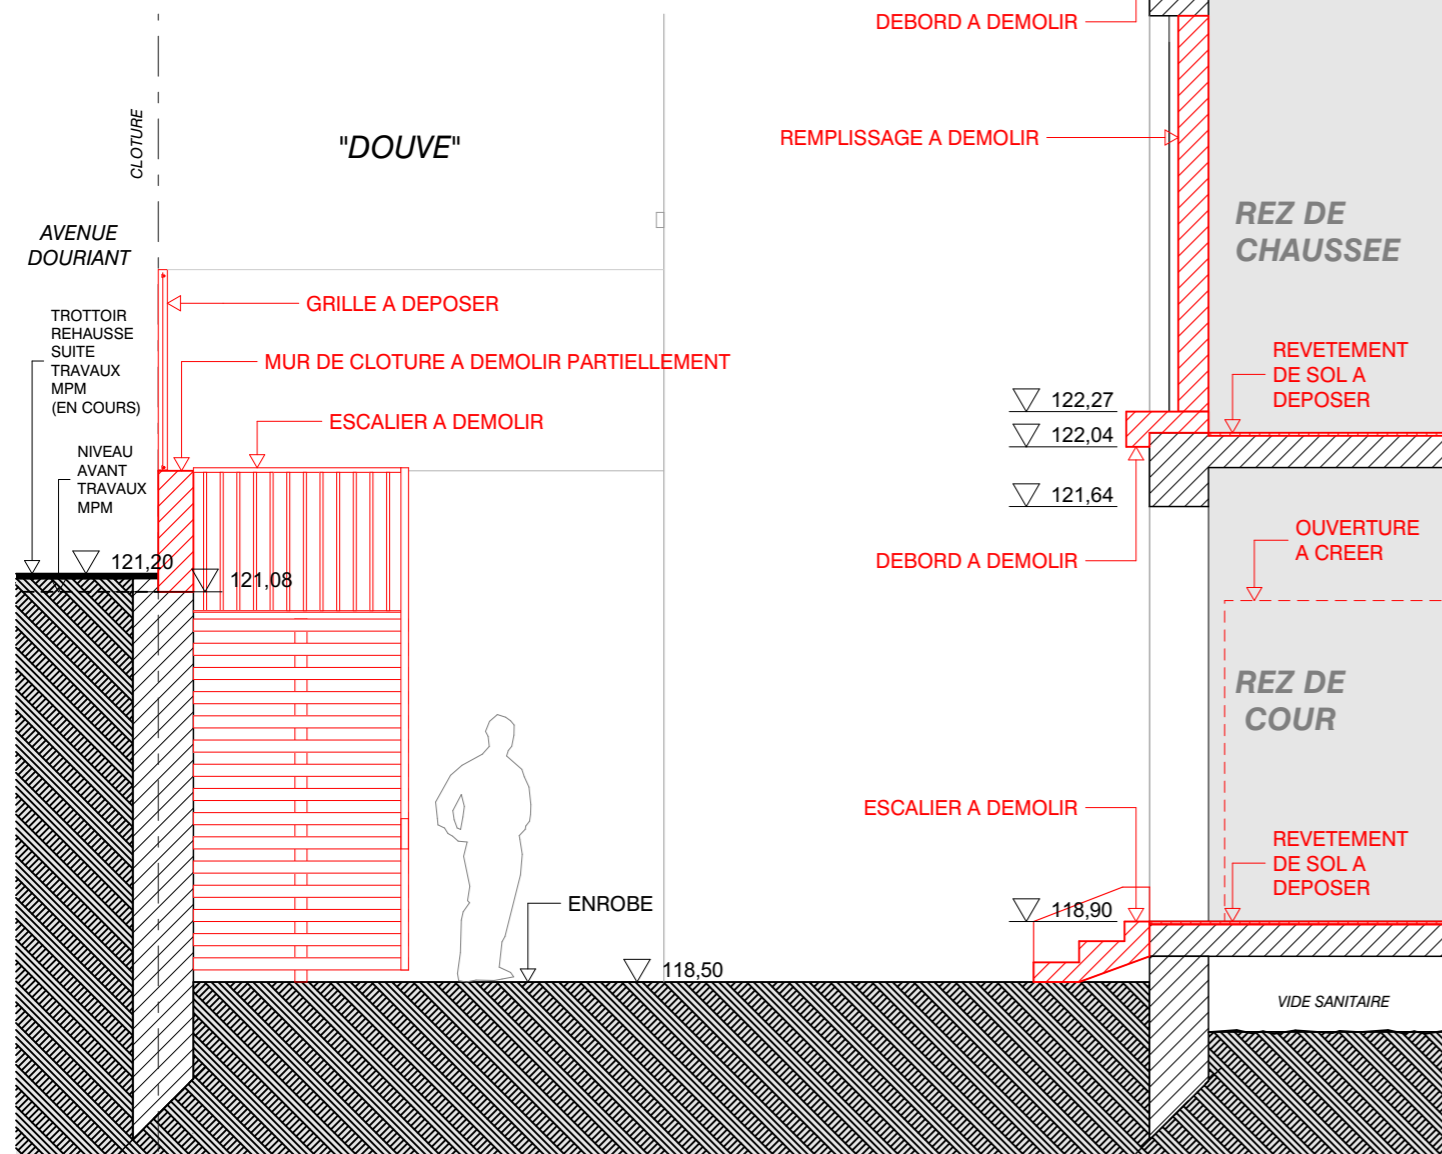 DEBORD A DEMOLIR
CLOTURE
"DOUVE"
REMPLISSAGE A DEMOLIR
REZ DE
CHAUSSEE
AVENUE
DOURIANT
GRILLE A DEPOSER
TROTTOIR
REHAUSSE
SUITE
TRAVAUX
MPM
(EN COURS)
MUR DE CLOTURE A DEMOLIR PARTIELLEMENT
REVETEMENT
DE SOL A
DEPOSER
122,27
ESCALIER A DEMOLIR
122,04
NIVEAU
AVANT
TRAVAUX
MPM
121,64
OUVERTURE
A CREER
DEBORD A DEMOLIR
121,20
121,08
REZ DE
COUR
ESCALIER A DEMOLIR
REVETEMENT
DE SOL A
DEPOSER
ENROBE
118,90
118,50
VIDE SANITAIRE